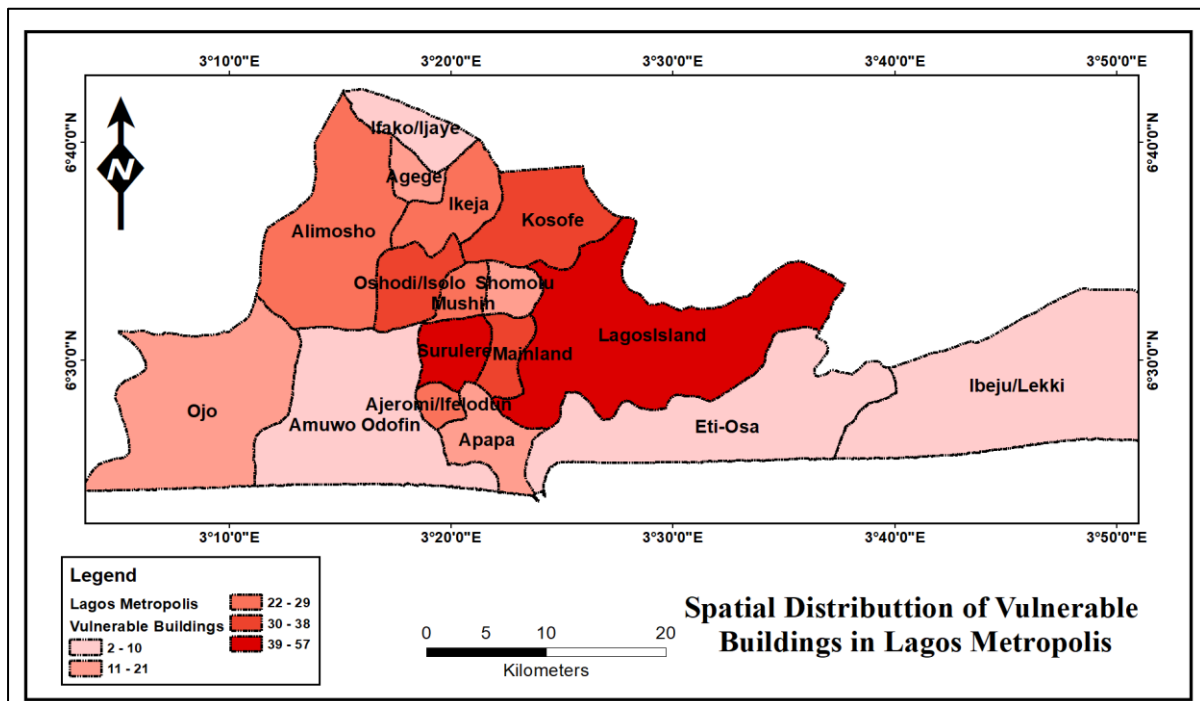 3°10'0"E
3°20'0"E
3°30'0"E
3°40'0"E
3°50'0"E
6°40'0"N
6°40'0"N
N
Ifako/Ijaye
Agege
Ikeja
Kosofe
Alimosho
Oshodi/Isolo
Shomolu
Mushin
LagosIsland
Surulere
Mainland
6°30'0"N
6°30'0"N
Ibeju/Lekki
Ajeromi/Ifelodun
Ojo
Amuwo Odofin
Eti-Osa
Apapa
3°10'0"E
3°20'0"E
3°30'0"E
3°40'0"E
3°50'0"E
Legend
Lagos Metropolis
Vulnerable Buildings
2 - 10
11 - 21
22 - 29
30 - 38
39 - 57
0
5
10
20
Kilometers
Spatial Distributtion of Vulnerable
Buildings in Lagos Metropolis